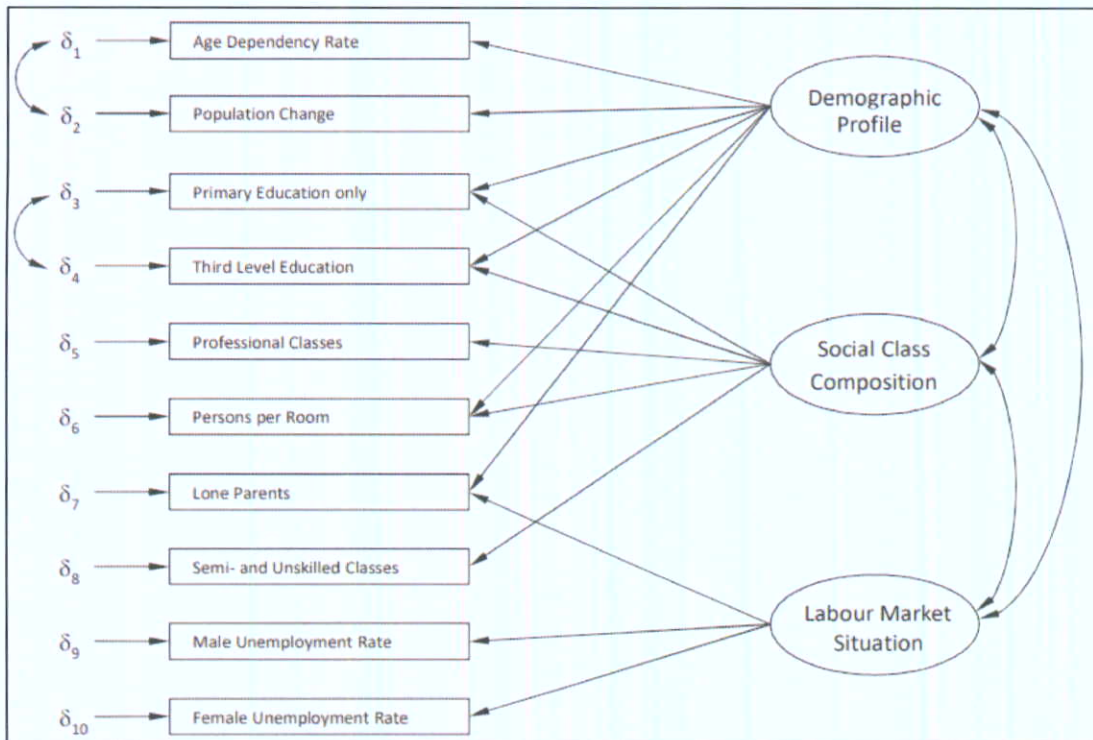 δ1 Age Dependency Rate
δ2 Population Change
δ3 Primary Education only
δ4 Third Level Education
δ5 Professional Classes
δ6 Persons per Room
δ7 Lone Parents
δ8 Semi- and Unskilled Classes
δ9 Male Unemployment Rate
δ10 Female Unemployment Rate
Demographic
Profile
Social Class
Composition
Labour Market
Situation